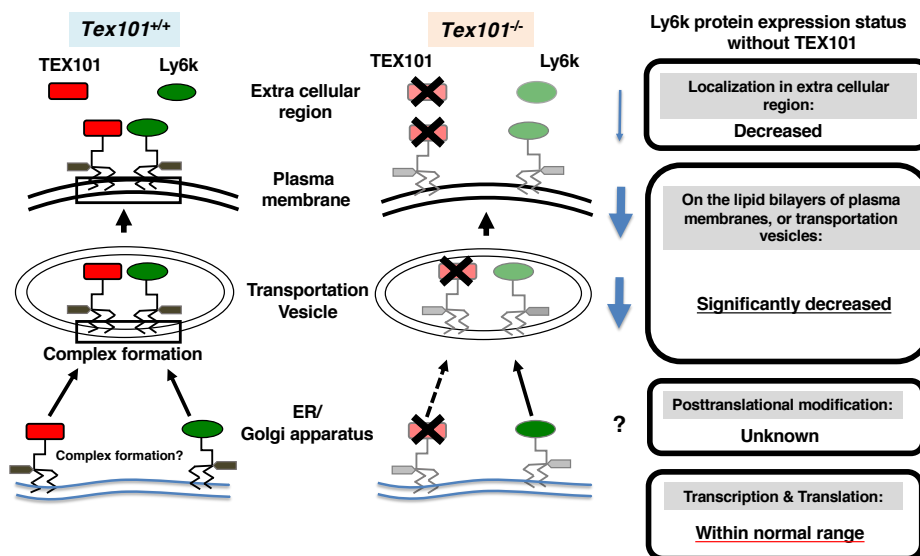 Tex101+/+
Tex101-/-
Ly6k protein expression status
without TEX101
TEX101
Ly6k
TEX101
Ly6k
Extra cellular
region
Localization in extra cellular
region:
Decreased
Plasma
membrane
On the lipid bilayers of plasma
membranes, or transportation
vesicles:
Significantly decreased
Transportation
Vesicle
Complex formation
ER/
Golgi apparatus
Complex formation?
?
Posttranslational modification:
Unknown
Transcription & Translation:
Within normal range